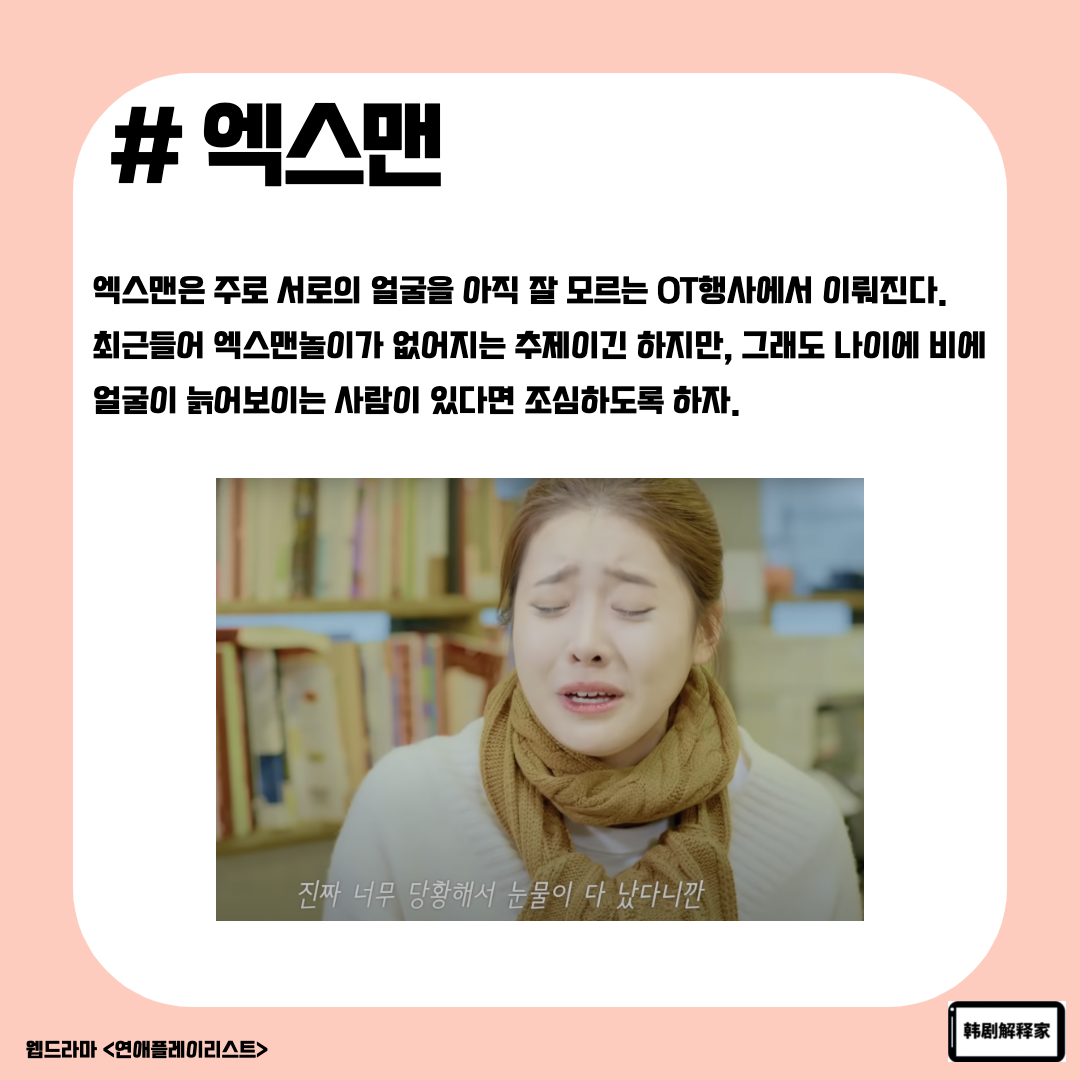 # 엑스맨
엑스맨은 주로 서로의 얼굴을 아직 잘 모르는 OT행사에서 이뤄진다.
최근들어 엑스맨놀이가 없어지는 추제이긴 하지만, 그래도 나이에 비에
얼굴이 늙어보이는 사람이 있다면 조심하도록 하자.
진짜 너무 당황해서 눈물이 다 났다니깐
웹드라마 <연애플레이리스트>
韩剧解释家